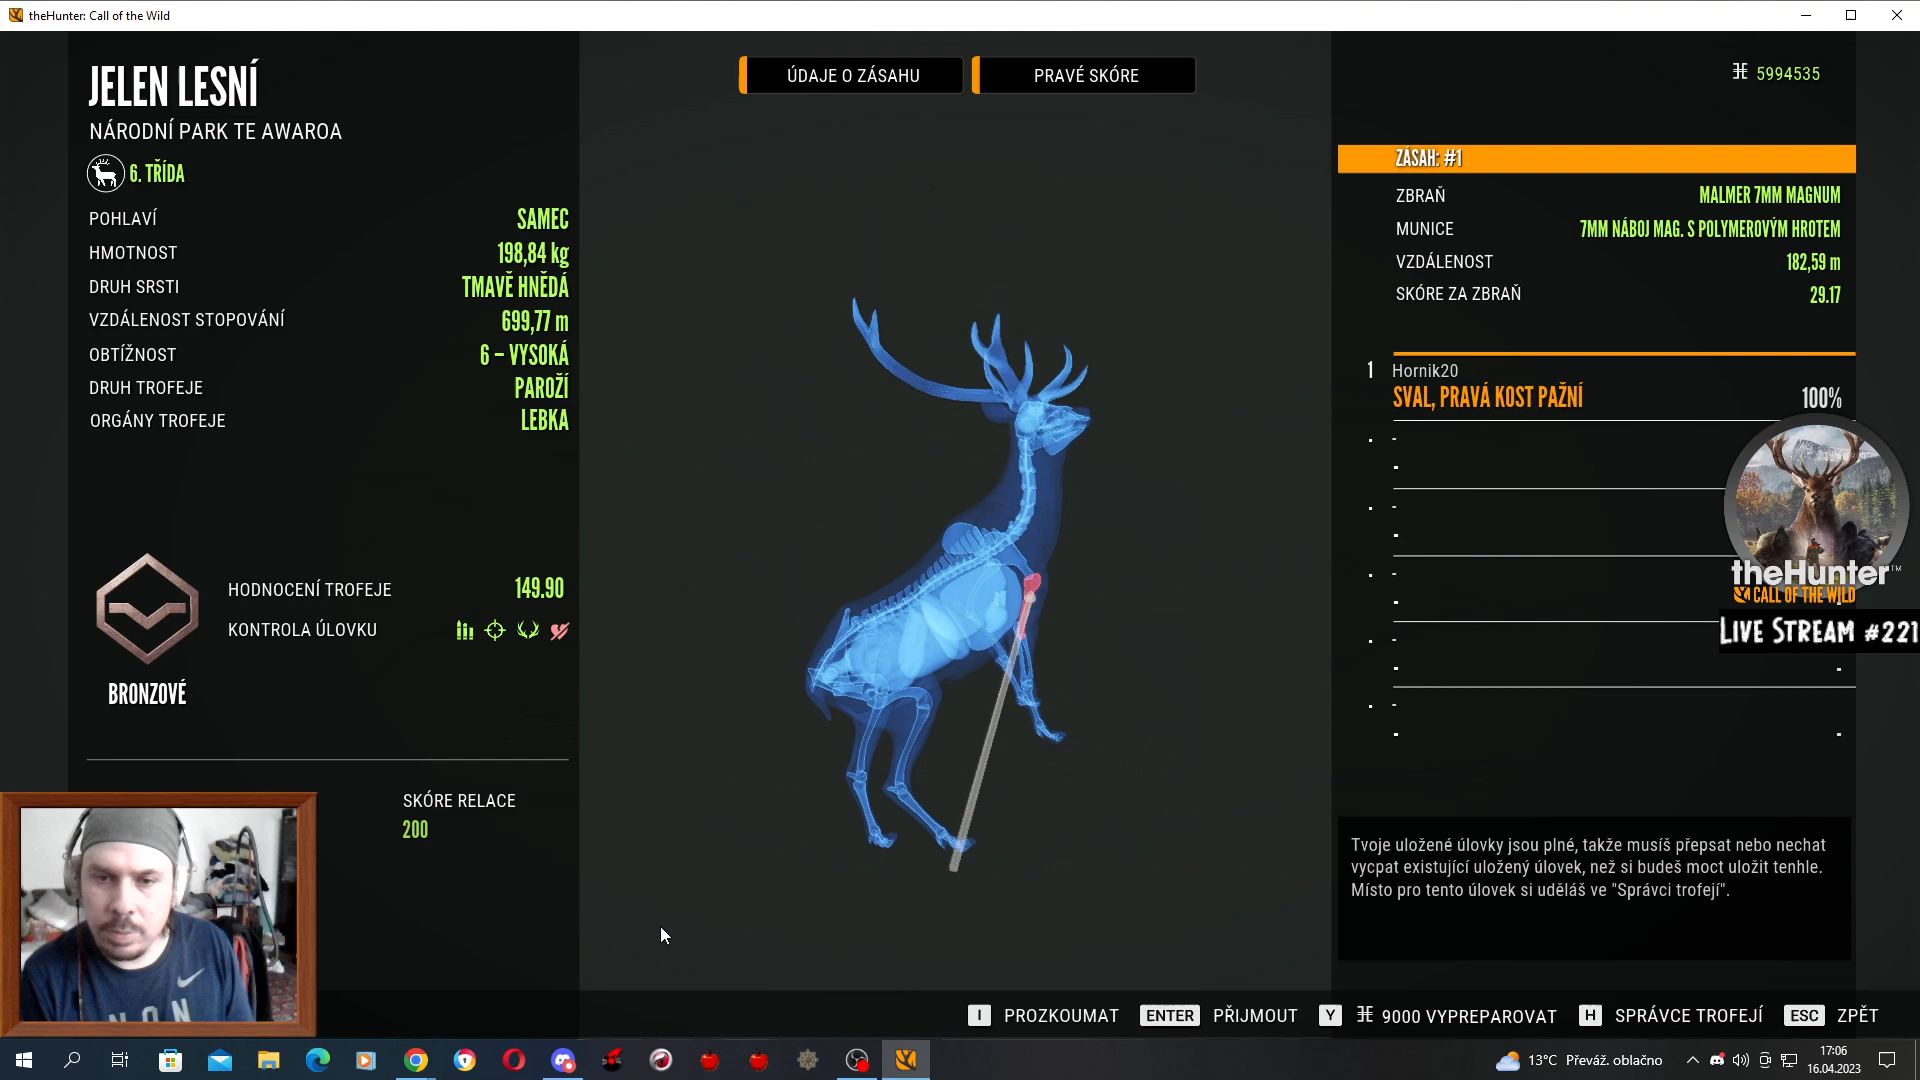 theHunter: Call of the Wild
JELEN LESNÍ
NÁRODNÍ PARK TE AWAROA
6. TŘÍDA
POHLAVÍ SAMEC
HMOTNOST 198,84 kg
DRUH SRSTI TMAVĚ HNĚDÁ
VZDÁLENOST STOPOVÁNÍ 699,77 m
OBTÍŽNOST 6 – VYSOKÁ
DRUH TROFEJE PAROŽÍ
ORGÁNY TROFEJE LEBKA
HODNOCENÍ TROFEJE 149.90
KONTROLA ÚLOVKU
BRONZOVÉ
SKÓRE RELACE
200
ÚDAJE O ZÁSAHU
PRAVÉ SKÓRE
5994535
ZÁSAH: #1
ZBRAŇ MALMER 7MM MAGNUM
MUNICE 7MM NÁBOJ MAG. S POLYMEROVÝM HROTEM
VZDÁLENOST 182,59 m
SKÓRE ZA ZBRAŇ 29.17
1 Hornik20
SVAL, PRAVÁ KOST PAŽNÍ 100%
theHunter™
CALL OF THE WILD
LIVE STREAM #221
Tvoje uložené úlovky jsou plné, takže musíš přepsat nebo nechat
vycpat existující uložený úlovek, než si budeš moct uložit tenhle.
Místo pro tento úlovek si uděláš ve "Správci trofejí".
I PROZKOUMAT ENTER PŘIJMOUT Y 9000 VYPREPAROVAT H SPRÁVCE TROFEJÍ ESC ZPĚT
13°C Převáž. oblačno
17:06
16.04.2023